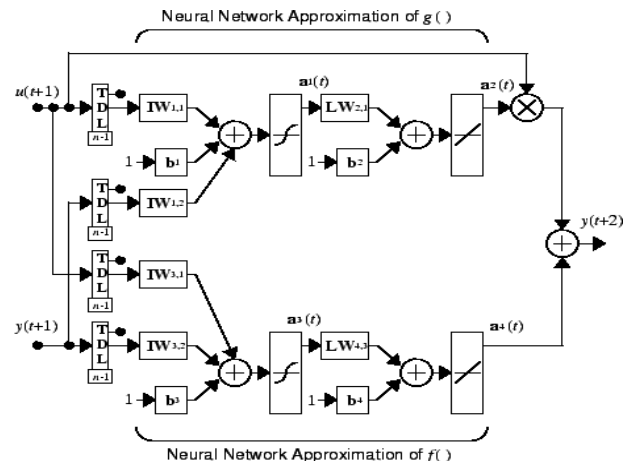 Neural Network Approximation of g ( )
a1(t) a2(t)
u(t+1)
T D L
n-1
IW1,1
LW2,1
1 b1
1 b2
T D L
n-1
IW1,2
y(t+2)
T D L
n-1
IW3,1
a3(t) a4(t)
y(t+1)
T D L
n-1
IW3,2
LW4,3
1 b3
1 b4
Neural Network Approximation of f ( )